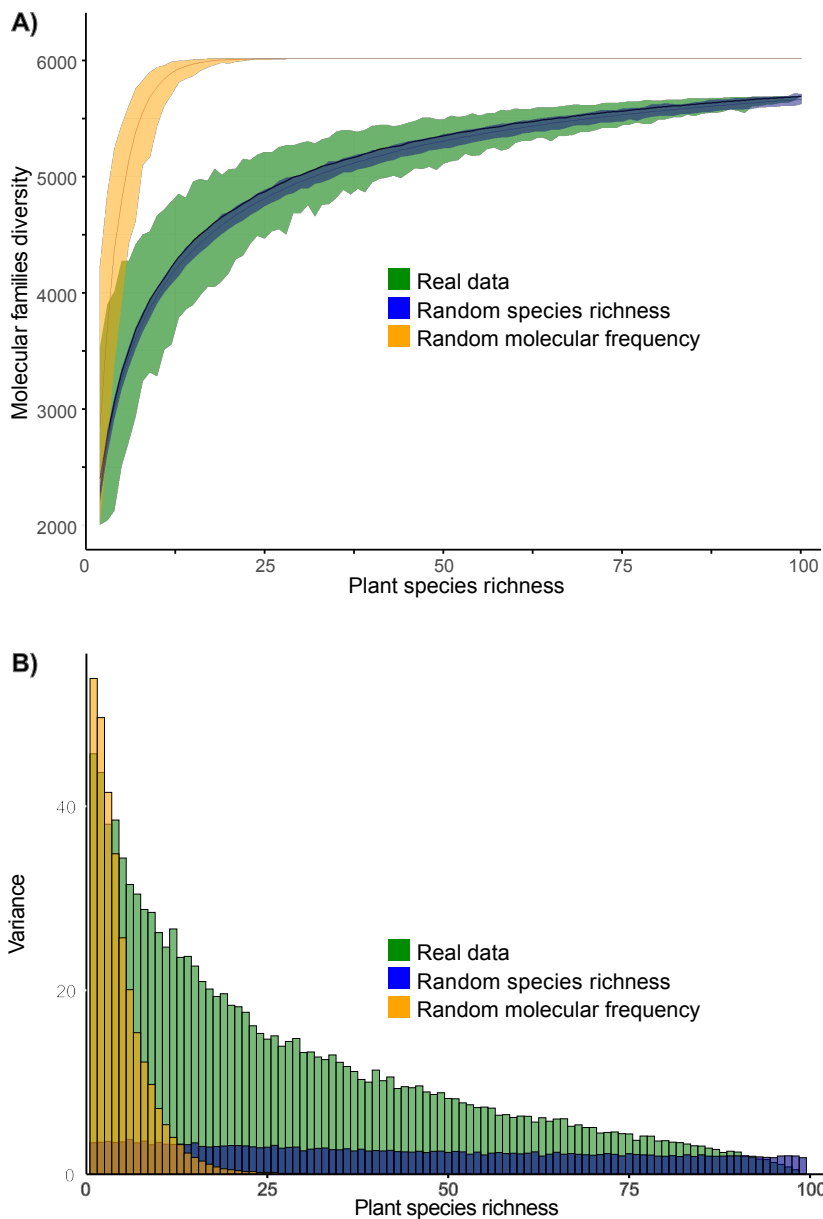 A)
6000
5000
4000
3000
2000
Molecular families diversity
Real data
Random species richness
Random molecular frequency
0 25 50 75 100
Plant species richness
B)
40
20
0
Variance
Real data
Random species richness
Random molecular frequency
0 25 50 75 100
Plant species richness